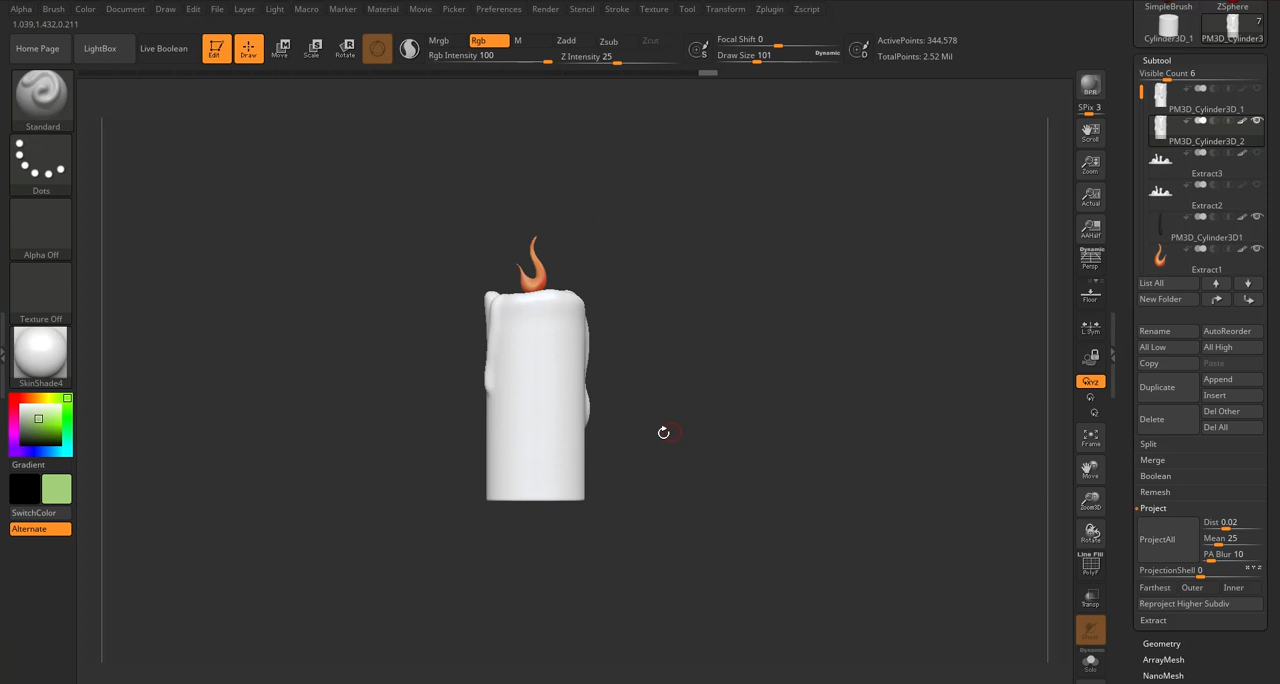 Alpha Brush Color Document Draw Edit File Layer Light Macro Marker Material Movie Picker Preferences Render Stencil Stroke Texture Tool Transform Zplugin Zscript
1.039,1.432,0.211
Home Page LightBox Live Boolean Edit Draw Move Scale Rotate
Mrgb Rgb M Zadd Zsub Zcut
Rgb Intensity 100 Z Intensity 25
S Focal Shift 0
Draw Size 101 Dynamic D
ActivePoints: 344,578
TotalPoints: 2.52 Mil
Standard
Dots
Alpha Off
Texture Off
SkinShade4
Gradient
SwitchColor
Alternate
BPR
SPix 3
Scroll
Zoom
Actual
AAHalf
Dynamic
Persp
Floor
L.Sym
XYZ
Frame
Move
Zoom3D
Rotate
Line Fill
PolyF
Transp
Ghost
Dynamic
Solo
SimpleBrush ZSphere
7
Cylinder3D_1 PM3D_Cylinder3
Subtool
Visible Count 6
PM3D_Cylinder3D_1
PM3D_Cylinder3D_2
Extract3
Extract2
PM3D_Cylinder3D1
Extract1
List All
New Folder
Rename AutoReorder
All Low All High
Copy Paste
Duplicate Append
Insert
Delete Del Other
Del All
Split
Merge
Boolean
Remesh
Project
ProjectAll Dist 0.02
Mean 25
PA Blur 10
ProjectionShell 0 X Y Z
Farthest Outer Inner
Reproject Higher Subdiv
Extract
Geometry
ArrayMesh
NanoMesh